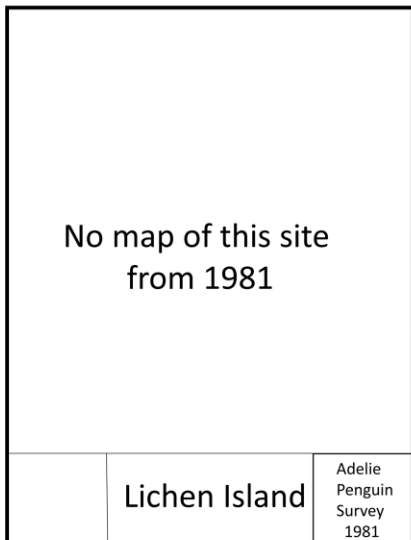 No map of this site
from 1981
Lichen Island
Adelie
Penguin
Survey
1981